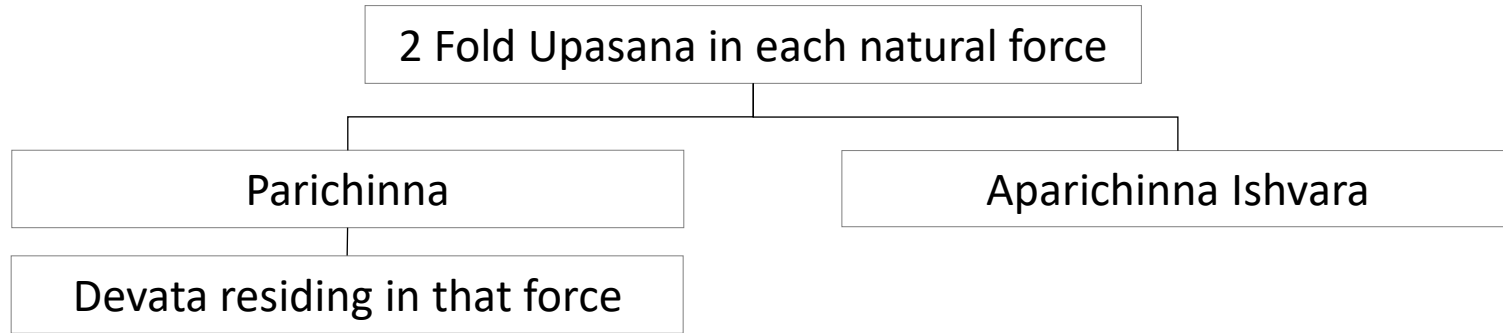 2 Fold Upasana in each natural force
Parichinna
Aparichinna Ishvara
Devata residing in that force